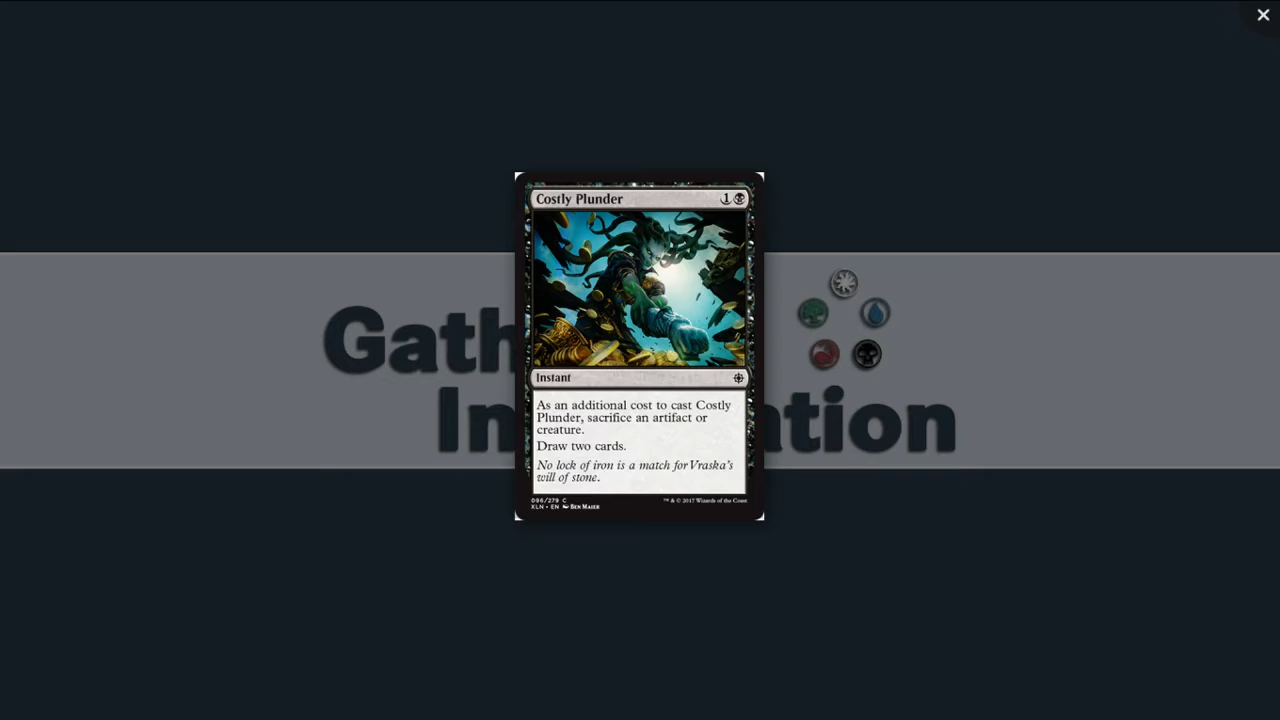 Costly Plunder 1
Gath
In
ation
Instant
As an additional cost to cast Costly
Plunder, sacrifice an artifact or
creature.
Draw two cards.
No lock of iron is a match for Vraska's
will of stone.
096/279 C
™ & © 2017 Wizards of the Coast
XLN • EN Ben Maier